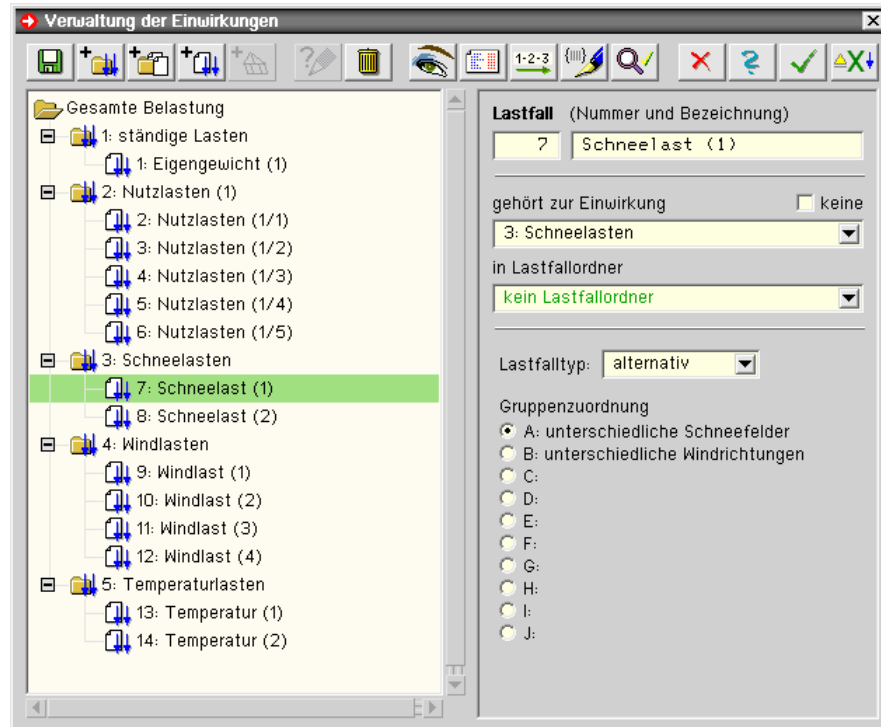 Verwaltung der Einwirkungen
1-2-3
Gesamte Belastung
1: ständige Lasten
1: Eigengewicht (1)
2: Nutzlasten (1)
2: Nutzlasten (1/1)
3: Nutzlasten (1/2)
4: Nutzlasten (1/3)
5: Nutzlasten (1/4)
6: Nutzlasten (1/5)
3: Schneelasten
7: Schneelast (1)
8: Schneelast (2)
4: Windlasten
9: Windlast (1)
10: Windlast (2)
11: Windlast (3)
12: Windlast (4)
5: Temperaturlasten
13: Temperatur (1)
14: Temperatur (2)
Lastfall (Nummer und Bezeichnung)
7 Schneelast (1)
gehört zur Einwirkung keine
3: Schneelasten
in Lastfallordner
kein Lastfallordner
Lastfalltyp: alternativ
Gruppenzuordnung
A: unterschiedliche Schneefelder
B: unterschiedliche Windrichtungen
C:
D:
E:
F:
G:
H:
I:
J: